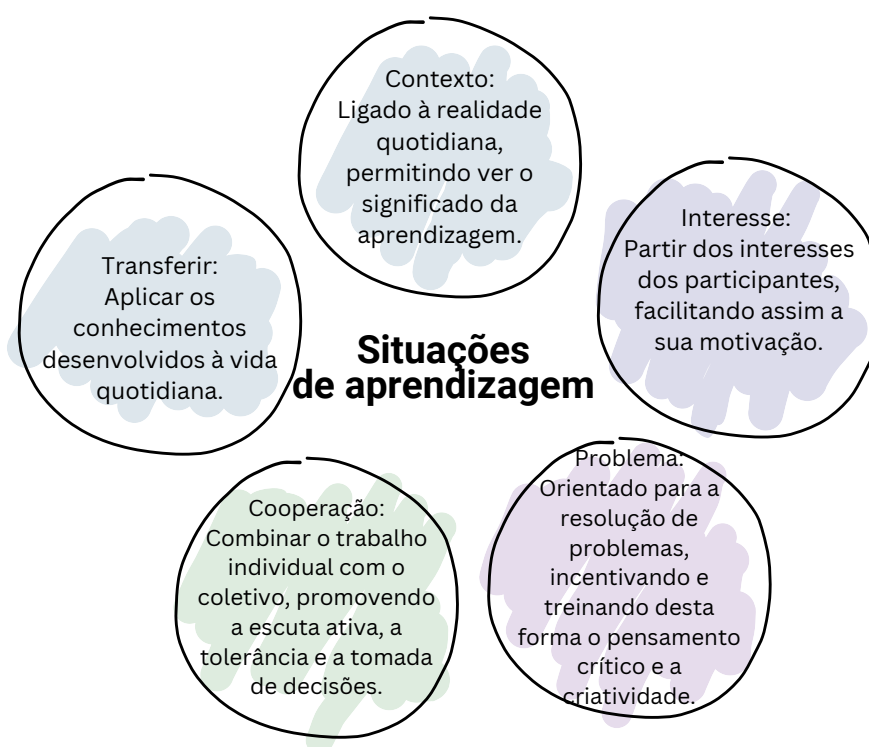 Contexto:
Ligado à realidade
quotidiana,
permitindo ver o
significado da
aprendizagem.
Interesse:
Partir dos interesses
dos participantes,
facilitando assim a
sua motivação.
Transferir:
Aplicar os
conhecimentos
desenvolvidos à vida
quotidiana.
Situações
de aprendizagem
Problema:
Orientado para a
resolução de
problemas,
incentivando e
treinando desta
forma o pensamento
crítico e a
criatividade.
Cooperação:
Combinar o trabalho
individual com o
coletivo, promovendo
a escuta ativa, a
tolerância e a tomada
de decisões.